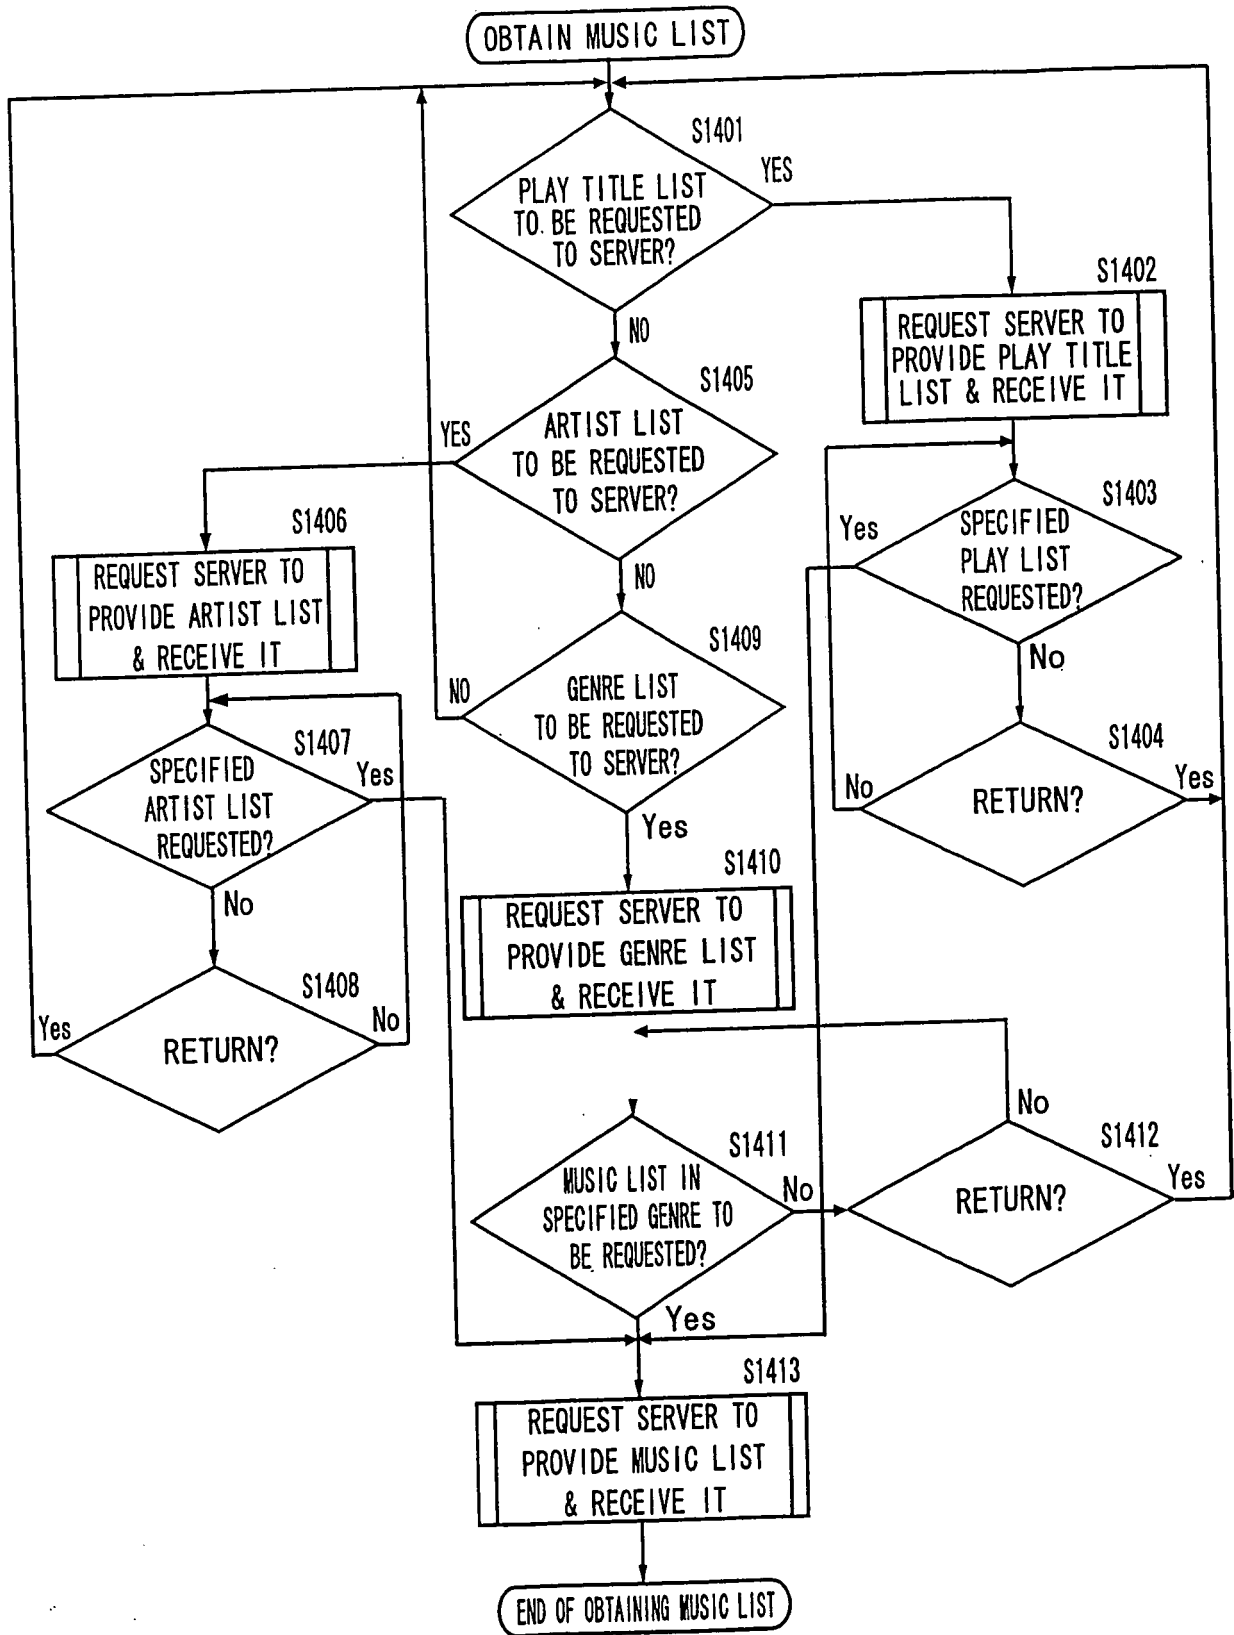 OBTAIN MUSIC LIST
S1401
PLAY TITLE LIST
TO BE REQUESTED
TO SERVER?
YES
NO
S1402
REQUEST SERVER TO
PROVIDE PLAY TITLE
LIST & RECEIVE IT
S1403
SPECIFIED
PLAY LIST
REQUESTED?
Yes
No
S1404
RETURN?
No
Yes
S1405
ARTIST LIST
TO BE REQUESTED
TO SERVER?
YES
NO
S1406
REQUEST SERVER TO
PROVIDE ARTIST LIST
& RECEIVE IT
S1407
SPECIFIED
ARTIST LIST
REQUESTED?
Yes
No
S1408
RETURN?
Yes
No
S1409
GENRE LIST
TO BE REQUESTED
TO SERVER?
NO
Yes
S1410
REQUEST SERVER TO
PROVIDE GENRE LIST
& RECEIVE IT
S1411
MUSIC LIST IN
SPECIFIED GENRE TO
BE REQUESTED?
No
Yes
S1412
RETURN?
No
Yes
S1413
REQUEST SERVER TO
PROVIDE MUSIC LIST
& RECEIVE IT
END OF OBTAINING MUSIC LIST